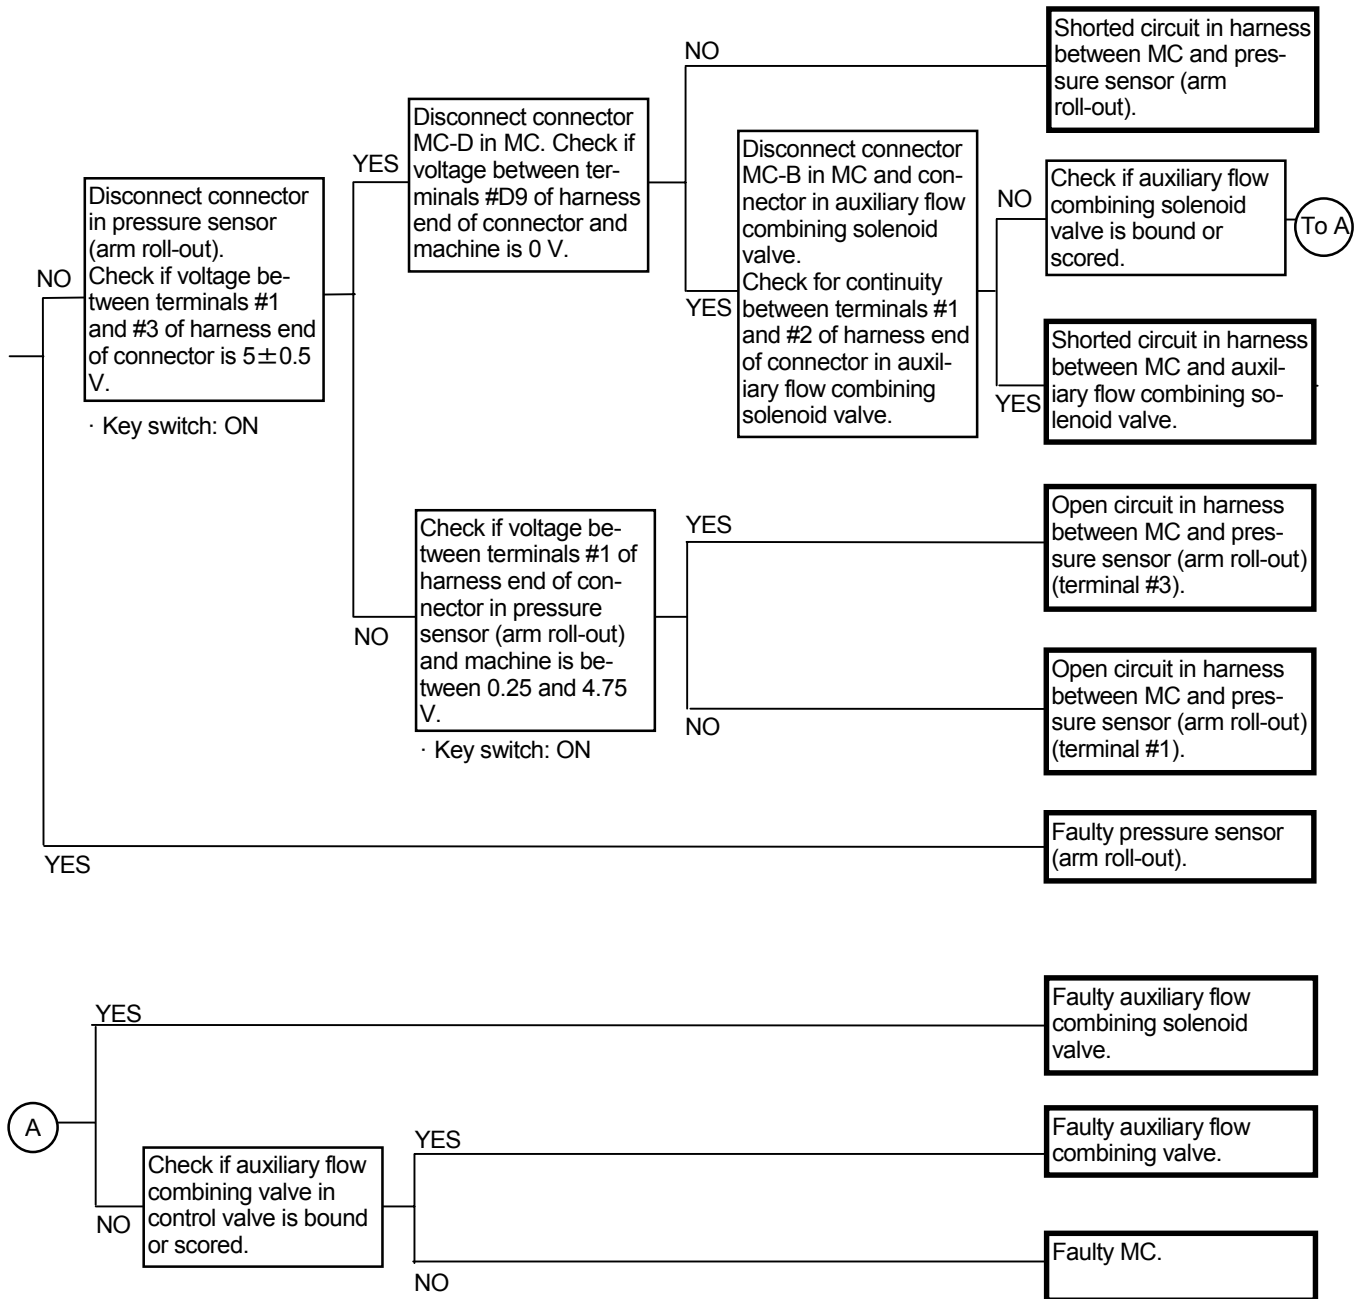 NO
Shorted circuit in harness
between MC and pres-
sure sensor (arm
roll-out).
YES
Disconnect connector
MC-D in MC. Check if
voltage between ter-
minals #D9 of harness
end of connector and
machine is 0 V.
Disconnect connector
MC-B in MC and con-
nector in auxiliary flow
combining solenoid
valve.
Check for continuity
between terminals #1
and #2 of harness end
of connector in auxil-
iary flow combining
solenoid valve.
NO
Check if auxiliary flow
combining solenoid
valve is bound or
scored.
To A
NO
Disconnect connector
in pressure sensor
(arm roll-out).
Check if voltage be-
tween terminals #1
and #3 of harness end
of connector is 5±0.5
V.
· Key switch: ON
YES
YES
Shorted circuit in harness
between MC and auxil-
iary flow combining so-
lenoid valve.
NO
Check if voltage be-
tween terminals #1 of
harness end of con-
nector in pressure
sensor (arm roll-out)
and machine is be-
tween 0.25 and 4.75
V.
· Key switch: ON
YES
Open circuit in harness
between MC and pres-
sure sensor (arm roll-out)
(terminal #3).
NO
Open circuit in harness
between MC and pres-
sure sensor (arm roll-out)
(terminal #1).
YES
Faulty pressure sensor
(arm roll-out).
YES
Faulty auxiliary flow
combining solenoid
valve.
A
NO
Check if auxiliary flow
combining valve in
control valve is bound
or scored.
YES
Faulty auxiliary flow
combining valve.
NO
Faulty MC.